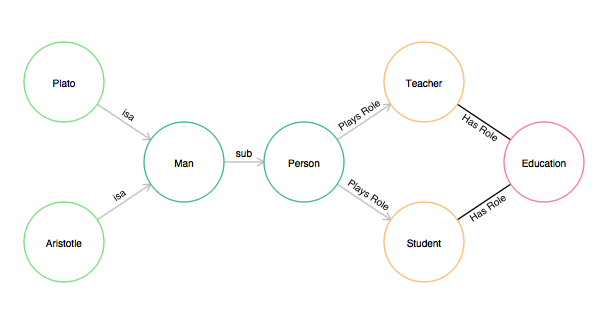 Plato
isa
Aristotle
isa
Man
sub
Person
Plays Role
Plays Role
Teacher
Has Role
Student
Has Role
Education